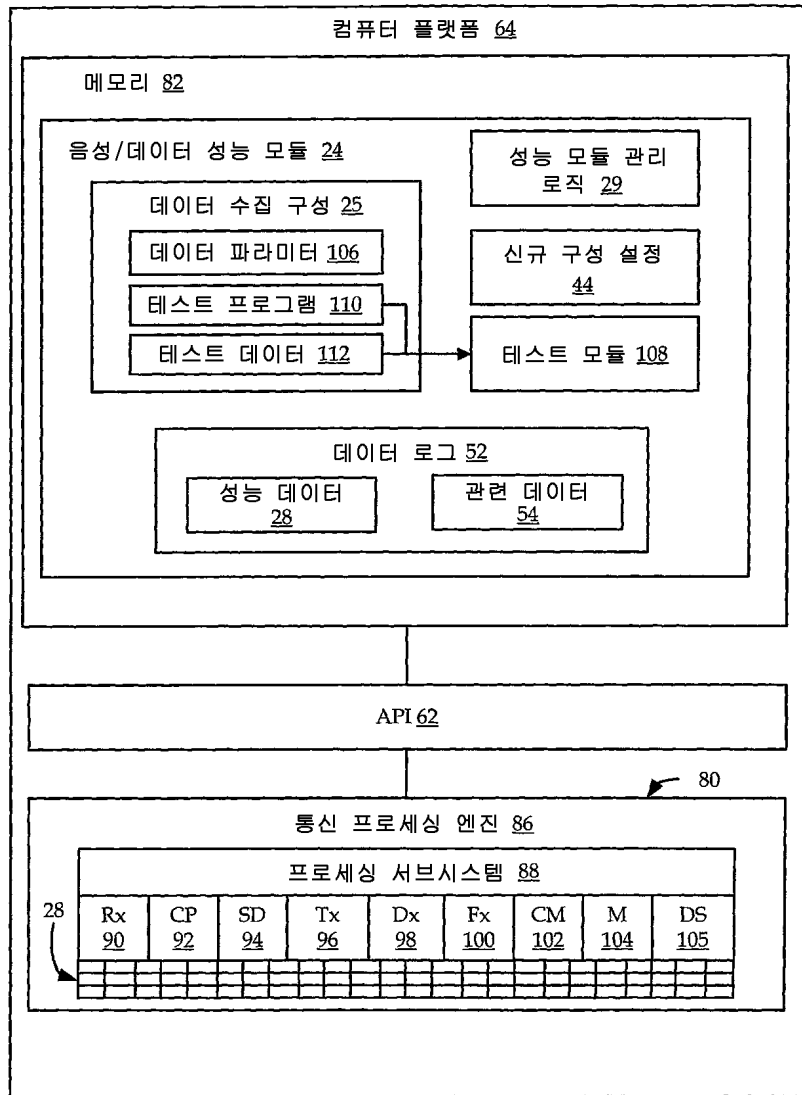 컴퓨터 플랫폼 64
메모리 82
음성/데이터 성능 모듈 24
데이터 수집 구성 25
데이터 파라미터 106
테스트 프로그램 110
테스트 데이터 112
성능 모듈 관리
로직 29
신규 구성 설정
44
테스트 모듈 108
데이터 로그 52
성능 데이터
28
관련 데이터
54
API 62
80
통신 프로세싱 엔진 86
프로세싱 서브시스템 88
28
Rx CP SD Tx Dx Fx CM M DS
90 92 94 96 98 100 102 104 105